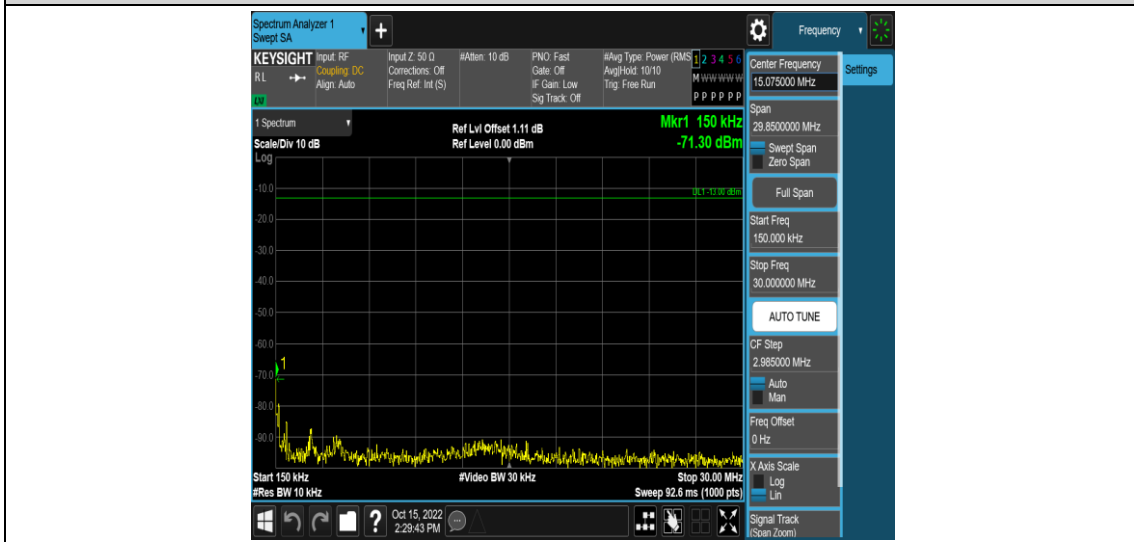 Spectrum Analyzer 1
Swept SA
+
Frequency
KEYSIGHT
RL
LXI
Input: RF
Coupling: DC
Align: Auto
Input Z: 50 Ω
Corrections: Off
Freq Ref: Int (S)
#Atten: 10 dB
PNO: Fast
Gate: Off
IF Gain: Low
Sig Track: Off
#Avg Type: Power (RMS
Avg|Hold: 10/10
Trig: Free Run
1 2 3 4 5 6
M W W W W W
P P P P P P
Center Frequency
15.075000 MHz
Settings
Span
29.8500000 MHz
Swept Span
Zero Span
Full Span
Start Freq
150.000 kHz
Stop Freq
30.000000 MHz
AUTO TUNE
CF Step
2.985000 MHz
Auto
Man
Freq Offset
0 Hz
X Axis Scale
Log
Lin
Signal Track
(Span Zoom)
1 Spectrum
Scale/Div 10 dB
Log
Ref Lvl Offset 1.11 dB
Ref Level 0.00 dBm
Mkr1 150 kHz
-71.30 dBm
DL1 -13.00 dBm
-10.0
-20.0
-30.0
-40.0
-50.0
-60.0
-70.0
-80.0
-90.0
1
Start 150 kHz
#Res BW 10 kHz
#Video BW 30 kHz
Stop 30.00 MHz
Sweep 92.6 ms (1000 pts)
?
Oct 15, 2022
2:29:43 PM